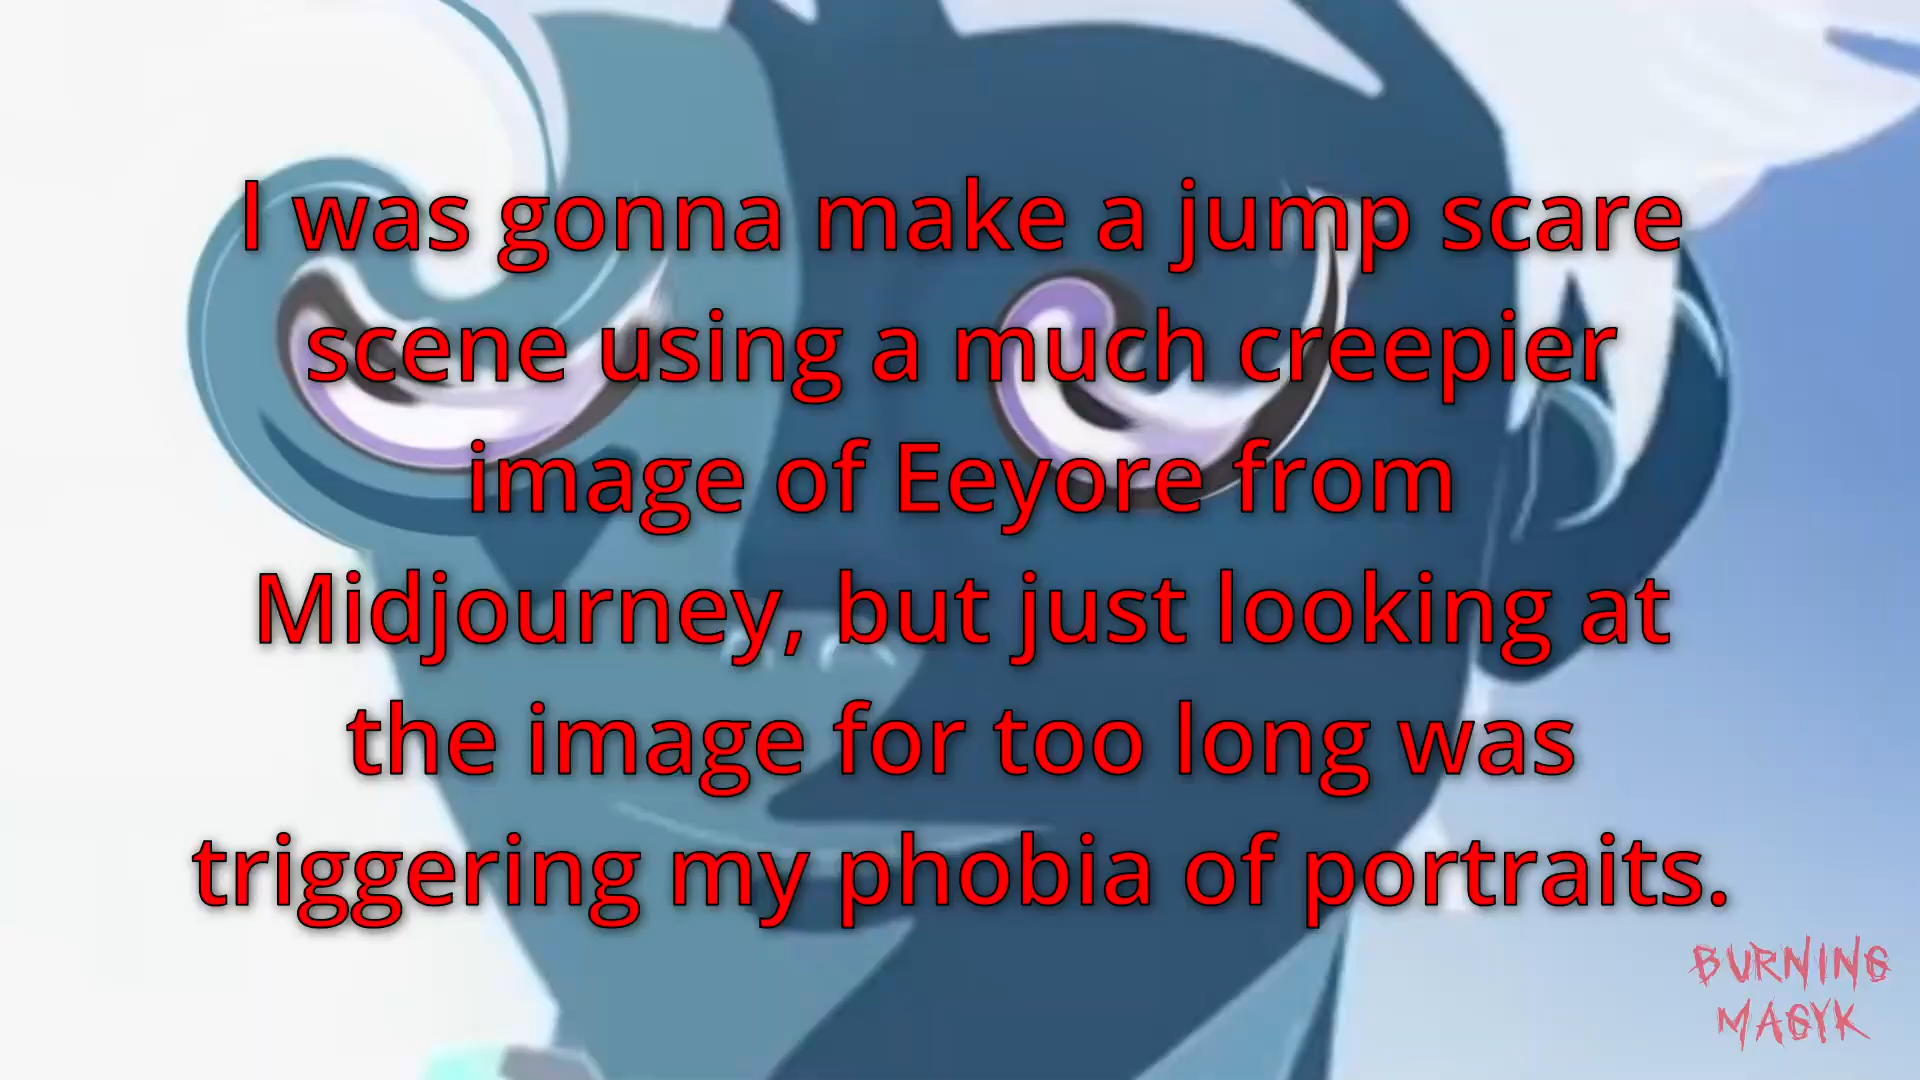 I was gonna make a jump scare
scene using a much creepier
image of Eeyore from
Midjourney, but just looking at
the image for too long was
triggering my phobia of portraits.
BURNING
MAGYK